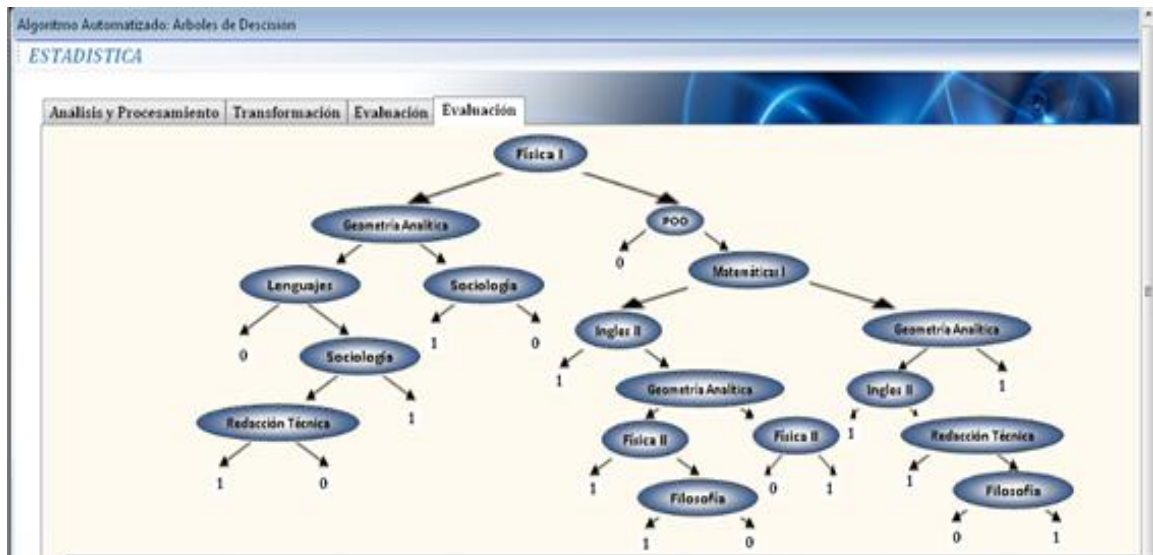 Algoritmo Automatizado: Arboles de Descisión
ESTADISTICA
Análisis y Procesamiento Transformación Evaluación Evaluación
Física I
Geometría Analítica POO
0
Lenguajes Sociología Matemáticas I
0 Sociología 1 0 Ingles II Geometría Analítica
1 1
Redacción Técnica 1 Geometría Analítica Ingles II
1 0 Física II Física II 1 Redacción Técnica
1 Filosofía 0 1 1 Filosofía
1 0 0 1